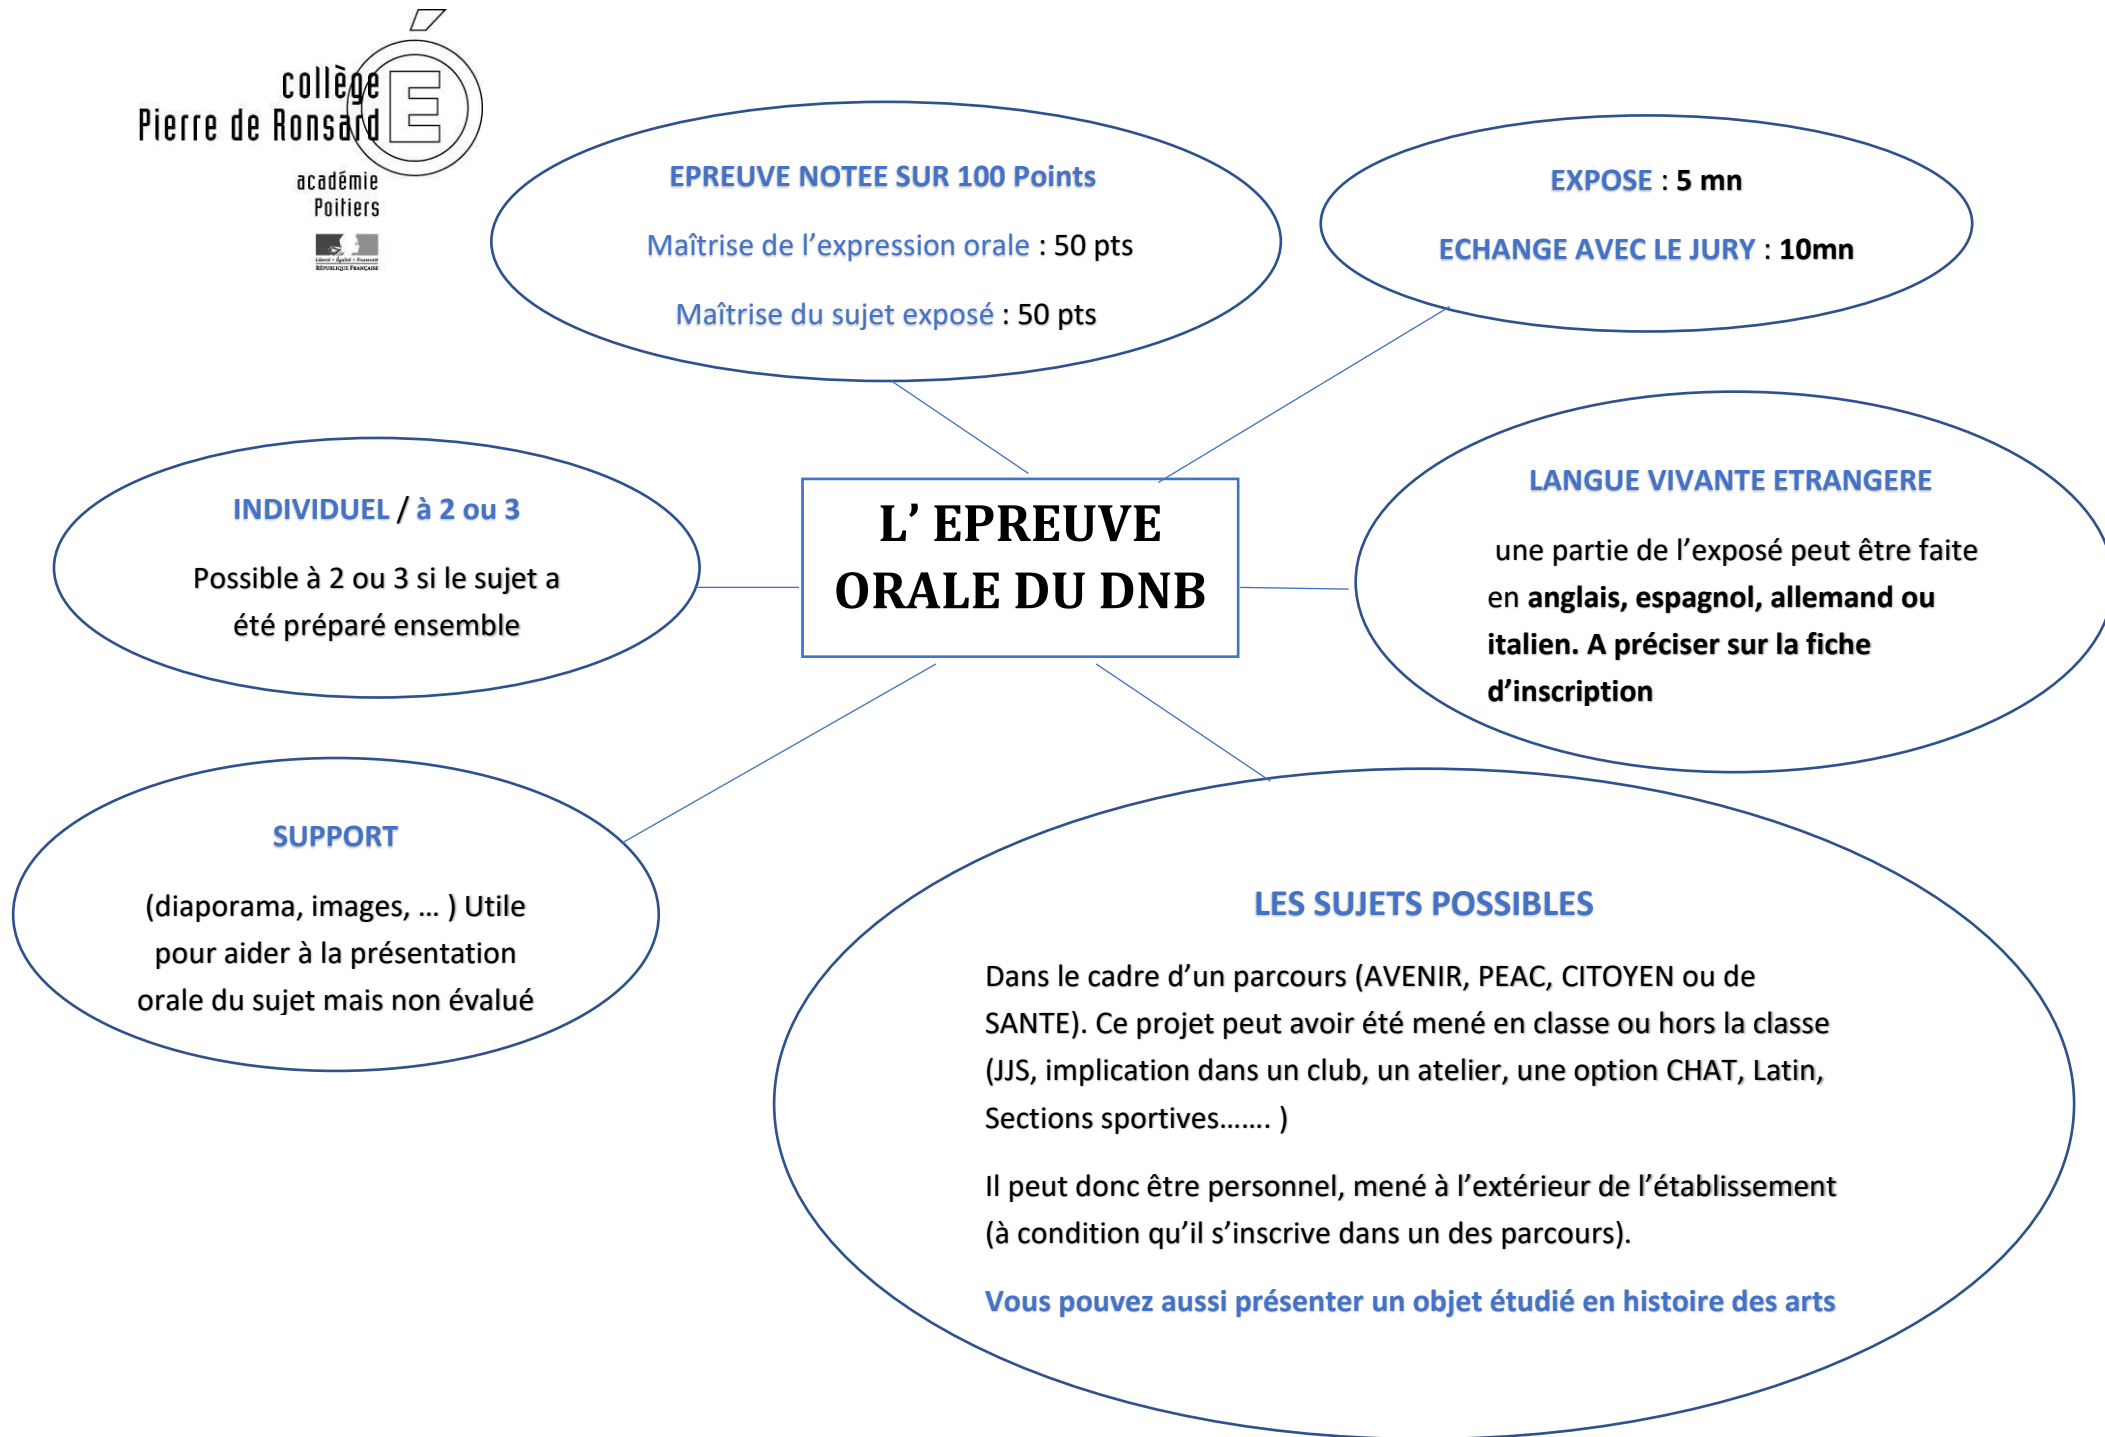 collège
Pierre de Ronsard
É
académie
Poitiers
Liberté • Égalité • Fraternité
RÉPUBLIQUE FRANÇAISE
EPREUVE NOTEE SUR 100 Points
Maîtrise de l’expression orale : 50 pts
Maîtrise du sujet exposé : 50 pts
EXPOSE : 5 mn
ECHANGE AVEC LE JURY : 10mn
INDIVIDUEL / à 2 ou 3
Possible à 2 ou 3 si le sujet a
été préparé ensemble
L’ EPREUVE
ORALE DU DNB
LANGUE VIVANTE ETRANGERE
une partie de l’exposé peut être faite
en anglais, espagnol, allemand ou
italien. A préciser sur la fiche
d’inscription
SUPPORT
(diaporama, images, … ) Utile
pour aider à la présentation
orale du sujet mais non évalué
LES SUJETS POSSIBLES
Dans le cadre d’un parcours (AVENIR, PEAC, CITOYEN ou de
SANTE). Ce projet peut avoir été mené en classe ou hors la classe
(JJS, implication dans un club, un atelier, une option CHAT, Latin,
Sections sportives……. )
Il peut donc être personnel, mené à l’extérieur de l’établissement
(à condition qu’il s’inscrive dans un des parcours).
Vous pouvez aussi présenter un objet étudié en histoire des arts